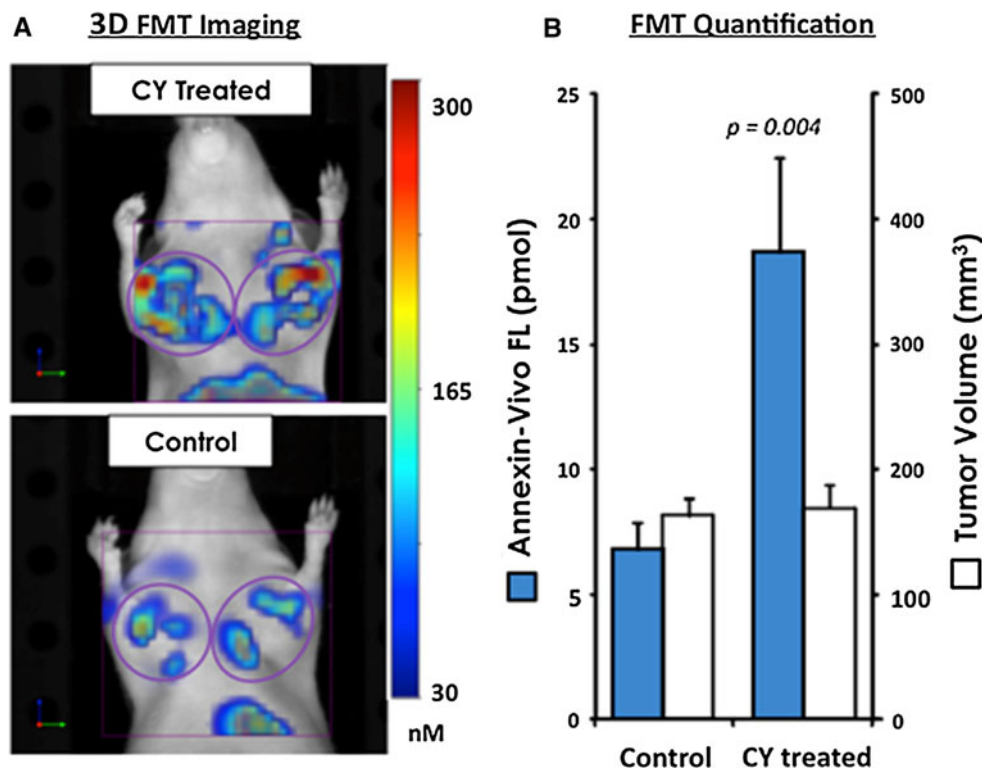 A
3D FMT Imaging
CY Treated
Control
300
165
30
nM
B
FMT Quantification
p = 0.004
25
20
15
10
5
0
Annexin-Vivo FL (pmol)
500
400
300
200
100
0
Tumor Volume (mm³)
Control
CY treated